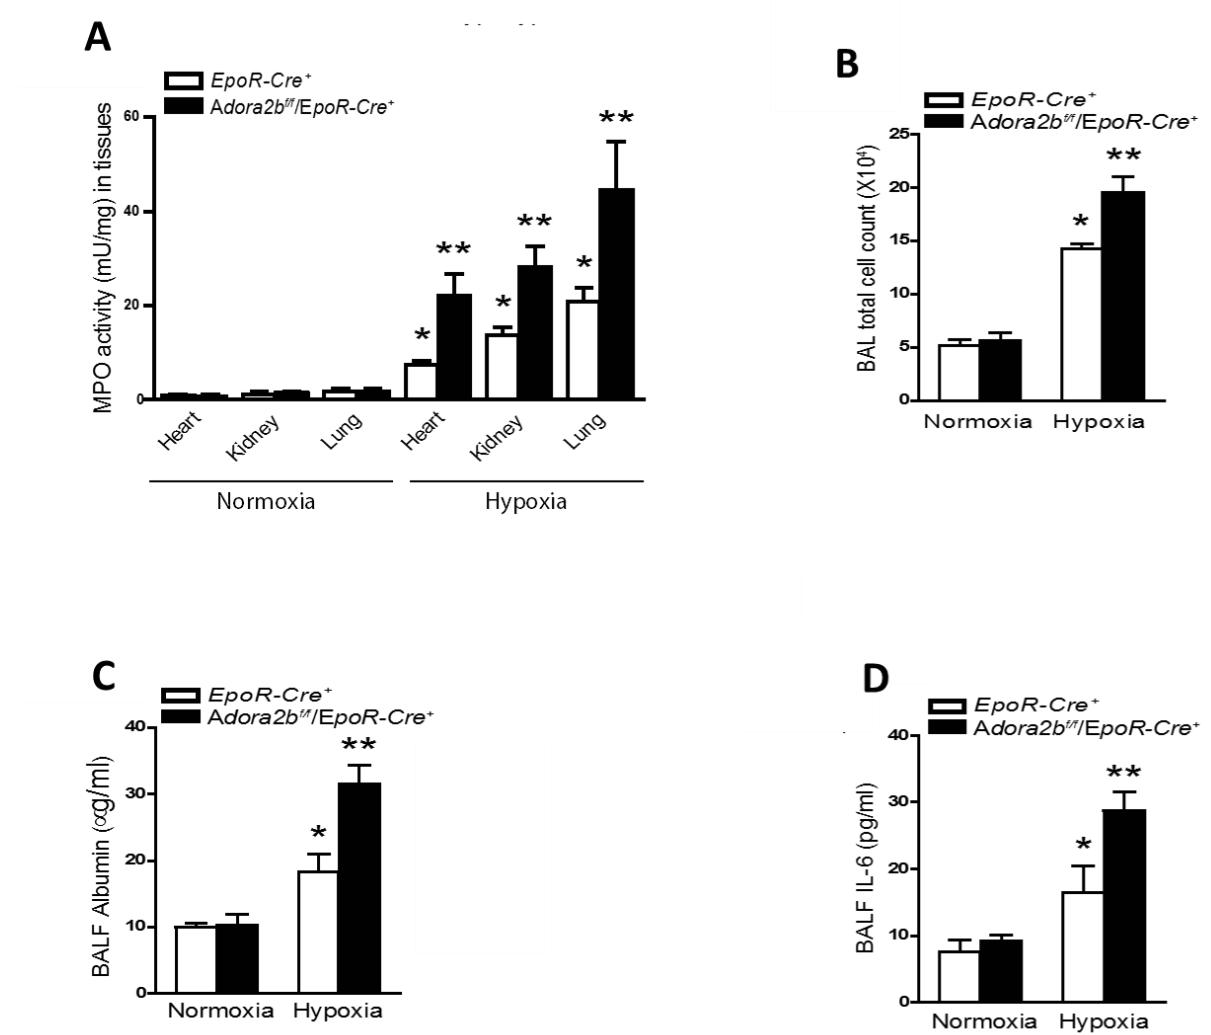 A
EpoR-Cre+
Adora2bf/f/EpoR-Cre+
MPO activity (mU/mg) in tissues
60
40
20
0
*
**
*
**
*
**
Heart
Kidney
Lung
Heart
Kidney
Lung
Normoxia
Hypoxia
B
EpoR-Cre+
Adora2bf/f/EpoR-Cre+
BAL total cell count (X10⁴)
25
20
15
10
5
0
*
**
Normoxia
Hypoxia
C
EpoR-Cre+
Adora2bf/f/EpoR-Cre+
BALF Albumin (αg/ml)
40
30
20
10
0
*
**
Normoxia
Hypoxia
D
EpoR-Cre+
Adora2bf/f/EpoR-Cre+
BALF IL-6 (pg/ml)
40
30
20
10
0
*
**
Normoxia
Hypoxia